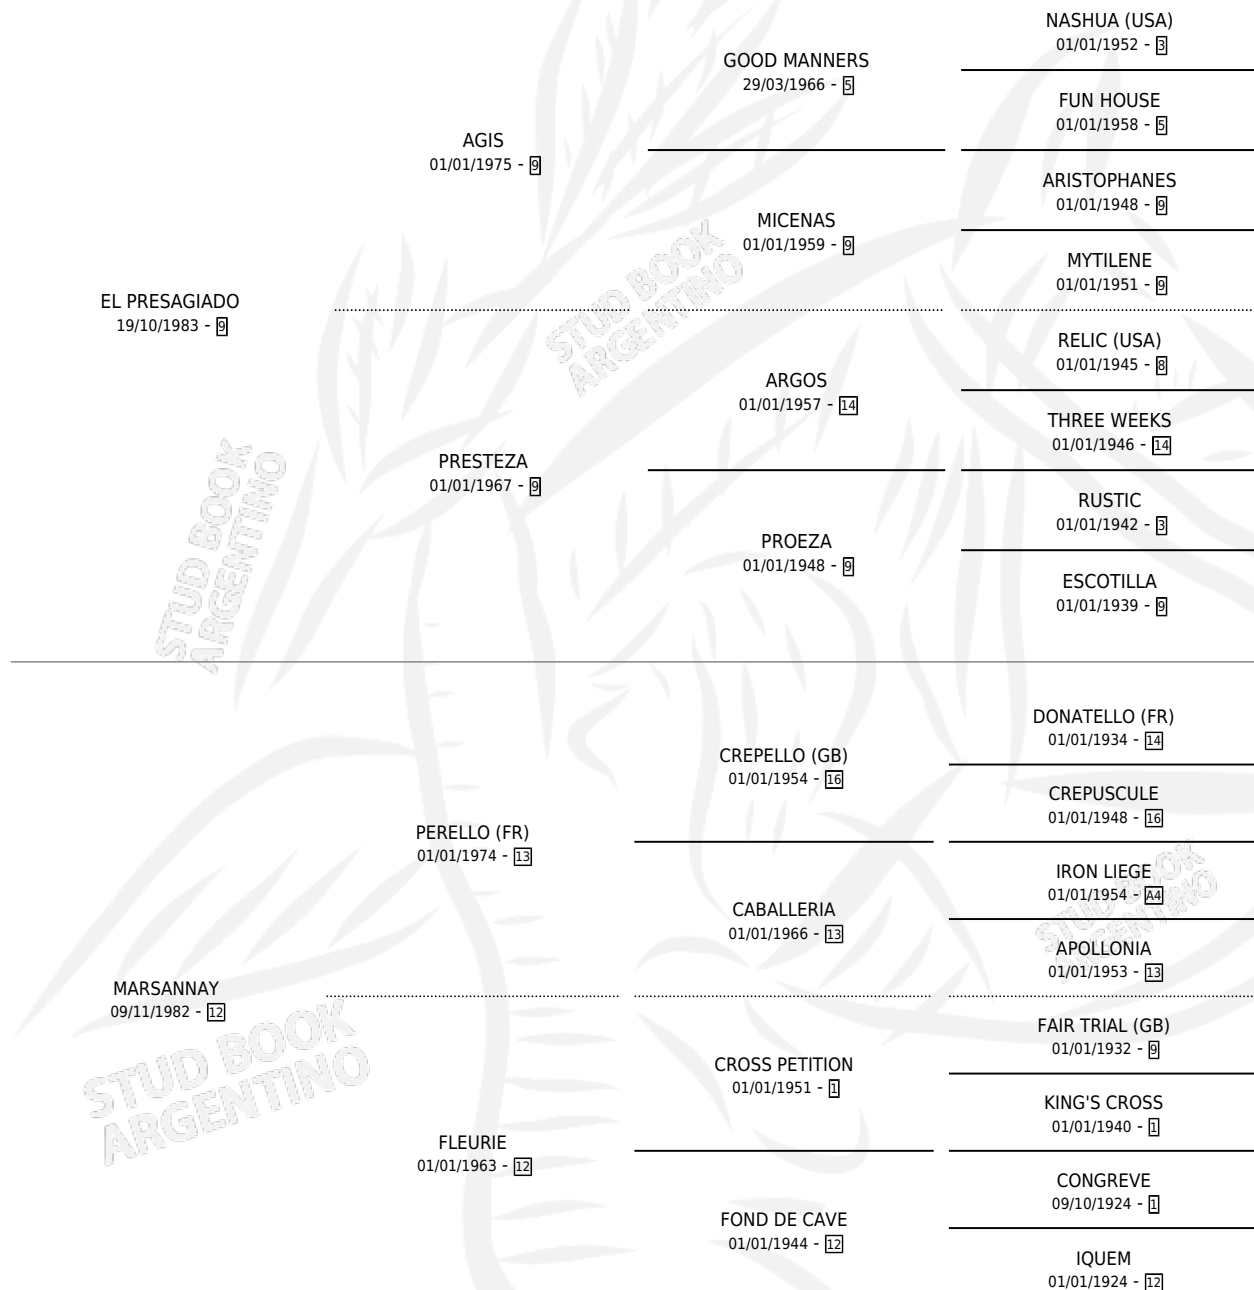 NASHUA (USA)
01/01/1952 - 3
GOOD MANNERS
29/03/1966 - 5
FUN HOUSE
01/01/1958 - 5
AGIS
01/01/1975 - 9
ARISTOPHANES
01/01/1948 - 9
MICENAS
01/01/1959 - 9
MYTILENE
01/01/1951 - 9
EL PRESAGIADO
19/10/1983 - 9
STUD BOOK
ARGENTINO
RELIC (USA)
01/01/1945 - 8
ARGOS
01/01/1957 - 14
THREE WEEKS
01/01/1946 - 14
PRESTEZA
01/01/1967 - 9
RUSTIC
01/01/1942 - 3
PROEZA
01/01/1948 - 9
ESCOTILLA
01/01/1939 - 9
STUD BOOK
ARGENTINO
DONATELLO (FR)
01/01/1934 - 14
CREPELLO (GB)
01/01/1954 - 16
CREPUSCULE
01/01/1948 - 16
PERELLO (FR)
01/01/1974 - 13
IRON LIEGE
01/01/1954 - A4
CABALLERIA
01/01/1966 - 13
STUD BOOK
ARGENTINO
APOLLONIA
01/01/1953 - 13
MARSANNAY
09/11/1982 - 12
STUD BOOK
ARGENTINO
FAIR TRIAL (GB)
01/01/1932 - 9
CROSS PETITION
01/01/1951 - 1
KING'S CROSS
01/01/1940 - 1
FLEURIE
01/01/1963 - 12
CONGREVE
09/10/1924 - 1
FOND DE CAVE
01/01/1944 - 12
IQUEM
01/01/1924 - 12